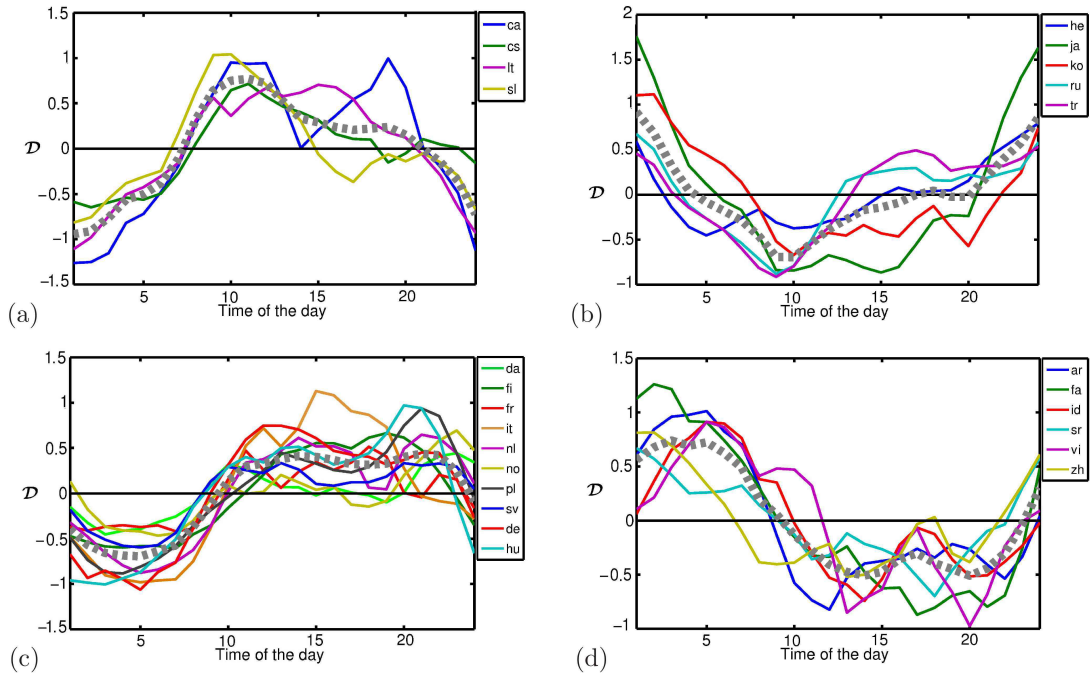 1.5
1
0.5
0
−0.5
−1
−1.5
𝒟
5
10
15
20
Time of the day
ca
cs
lt
sl
(a)
2
1.5
1
0.5
0
−0.5
−1
𝒟
5
10
15
20
Time of the day
he
ja
ko
ru
tr
(b)
1.5
1
0.5
0
−0.5
−1
−1.5
𝒟
5
10
15
20
Time of the day
da
fi
fr
it
nl
no
pl
sv
de
hu
(c)
1.5
1
0.5
0
−0.5
−1
𝒟
5
10
15
20
Time of the day
ar
fa
id
sr
vi
zh
(d)